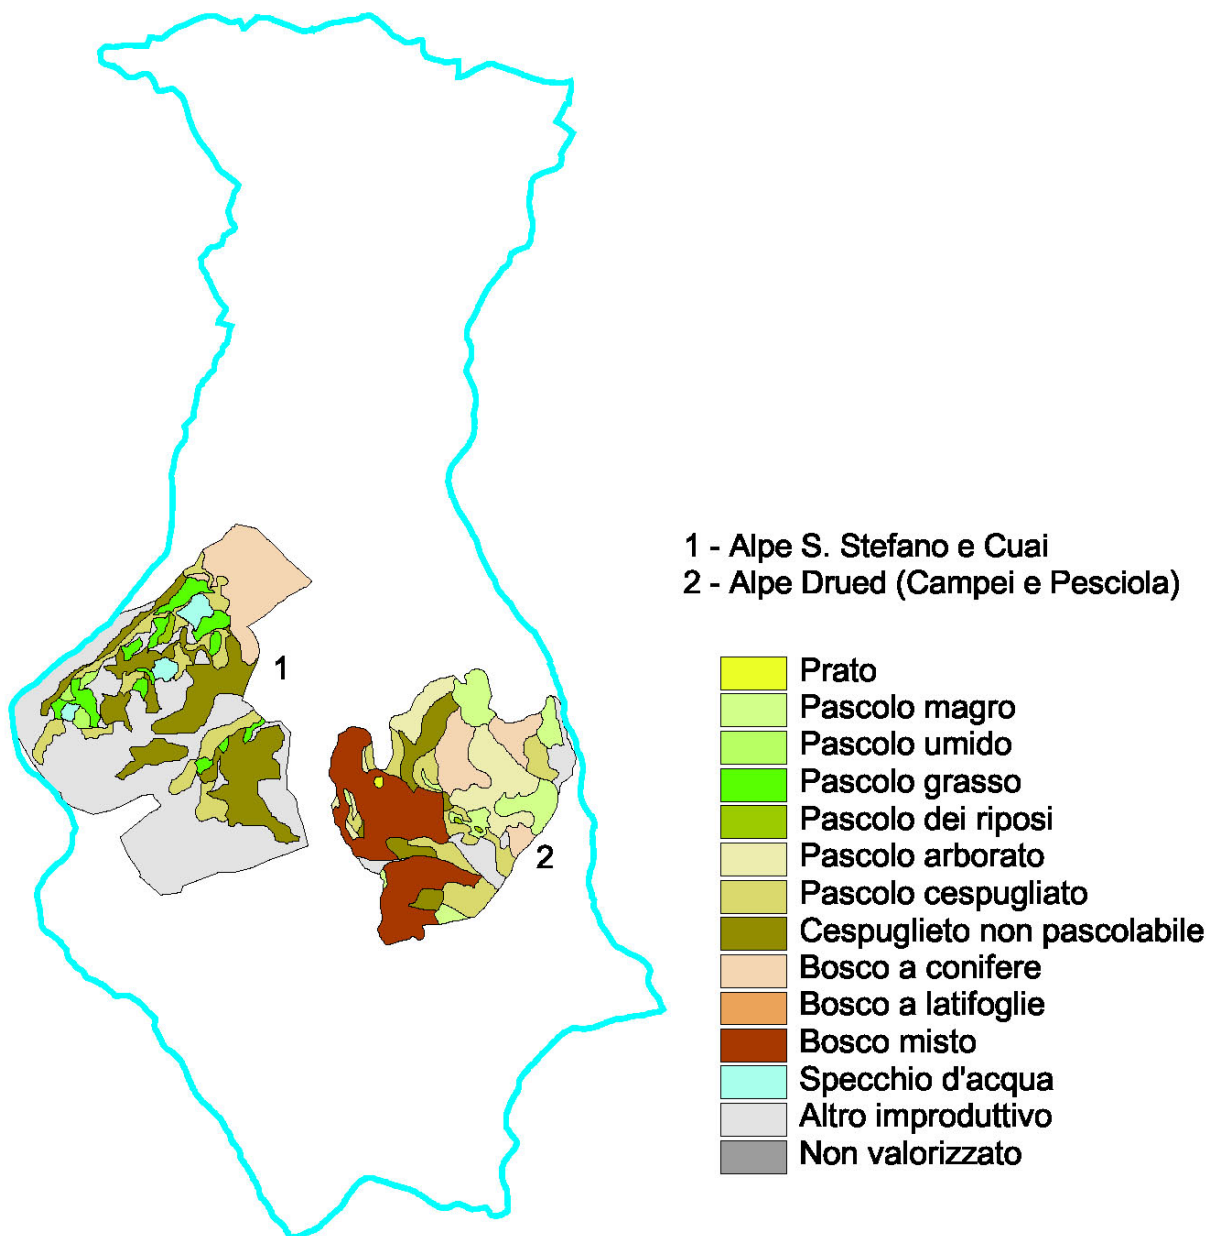 1 - Alpe S. Stefano e Cuai
2 - Alpe Drued (Campei e Pesciola)
1
2
Prato
Pascolo magro
Pascolo umido
Pascolo grasso
Pascolo dei riposi
Pascolo arborato
Pascolo cespugliato
Cespuglieto non pascolabile
Bosco a conifere
Bosco a latifoglie
Bosco misto
Specchio d'acqua
Altro improduttivo
Non valorizzato